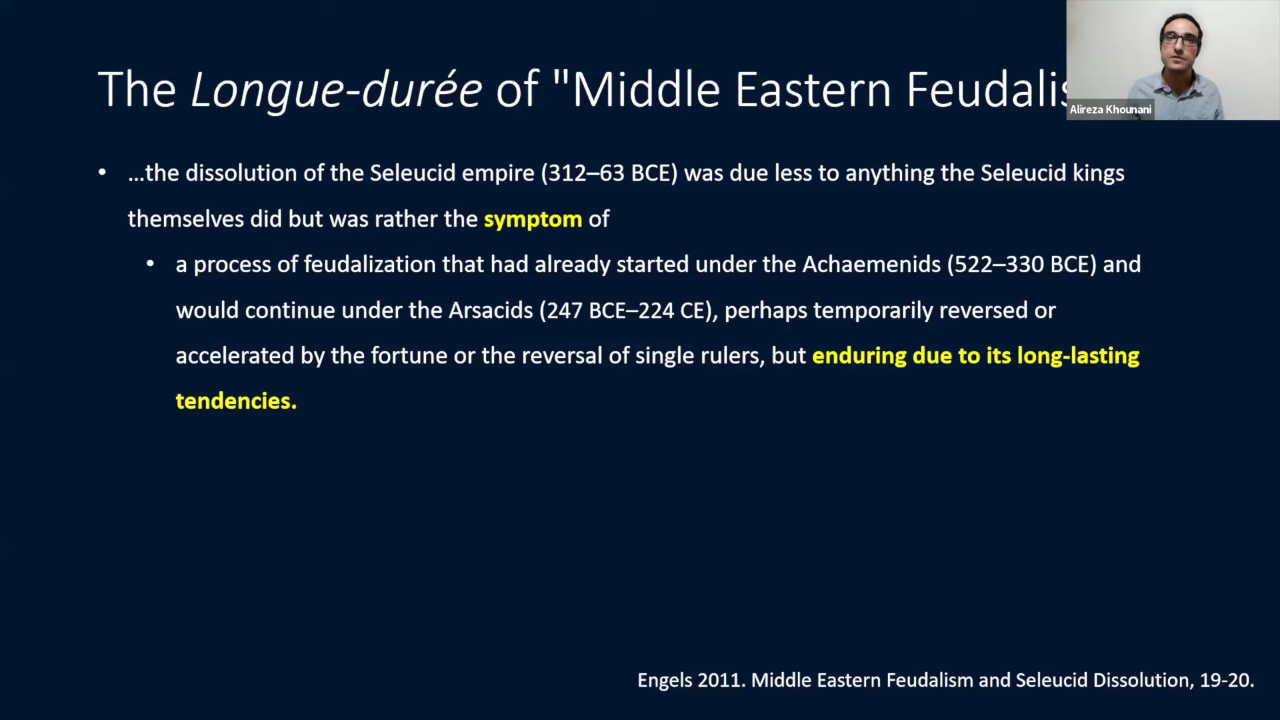 The Longue-durée of "Middle Eastern Feudalis
Alireza Khounani
• …the dissolution of the Seleucid empire (312–63 BCE) was due less to anything the Seleucid kings
themselves did but was rather the symptom of
• a process of feudalization that had already started under the Achaemenids (522–330 BCE) and
would continue under the Arsacids (247 BCE–224 CE), perhaps temporarily reversed or
accelerated by the fortune or the reversal of single rulers, but enduring due to its long-lasting
tendencies.
Engels 2011. Middle Eastern Feudalism and Seleucid Dissolution, 19-20.